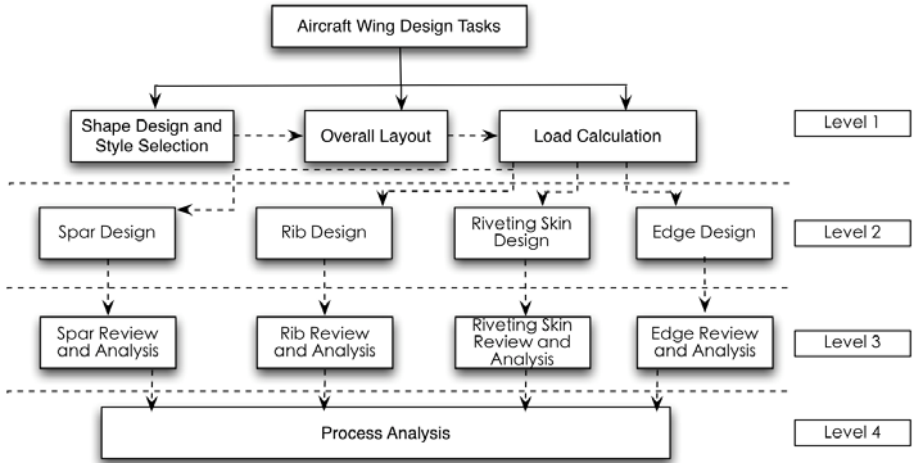 Aircraft Wing Design Tasks
Shape Design and
Style Selection
Overall Layout
Load Calculation
Level 1
Spar Design
Rib Design
Riveting Skin
Design
Edge Design
Level 2
Spar Review
and Analysis
Rib Review
and Analysis
Riveting Skin
Review and
Analysis
Edge Review
and Analysis
Level 3
Process Analysis
Level 4